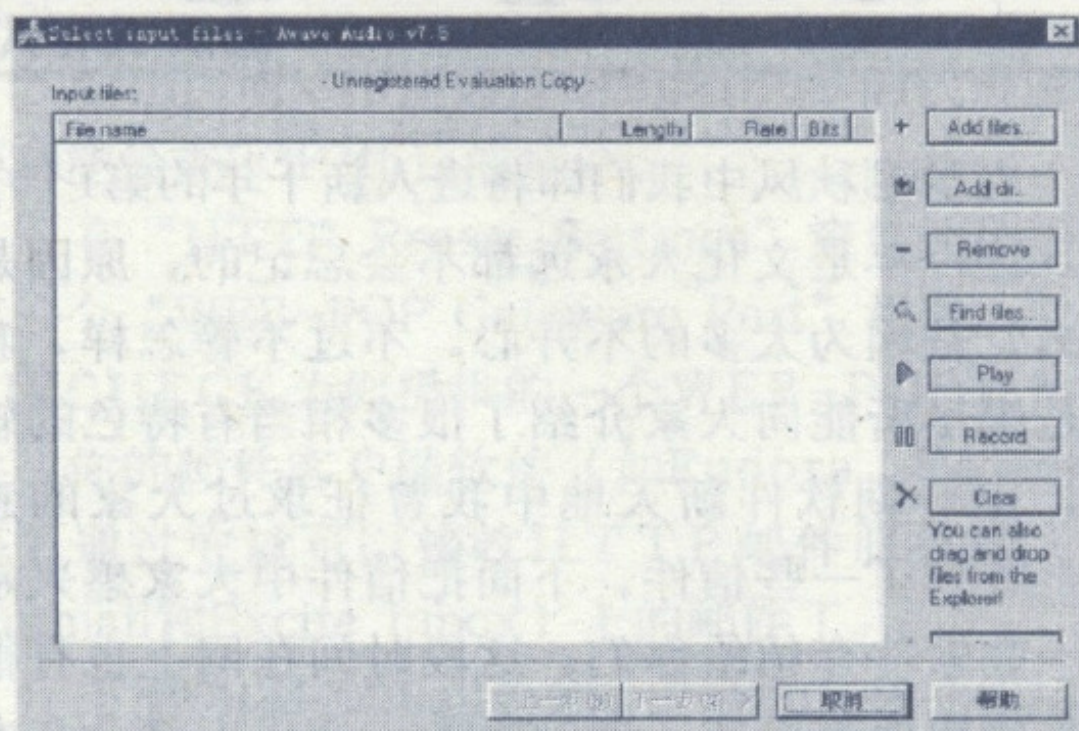 Select input files - Awave Audio v7.5
- Unregistered Evaluation Copy -
Input files:
File name Length Rate Bits
Add files...
Add dir...
Remove
Find files...
Play
Record
Clear
You can also
drag and drop
files from the
Explorer!
取消 帮助